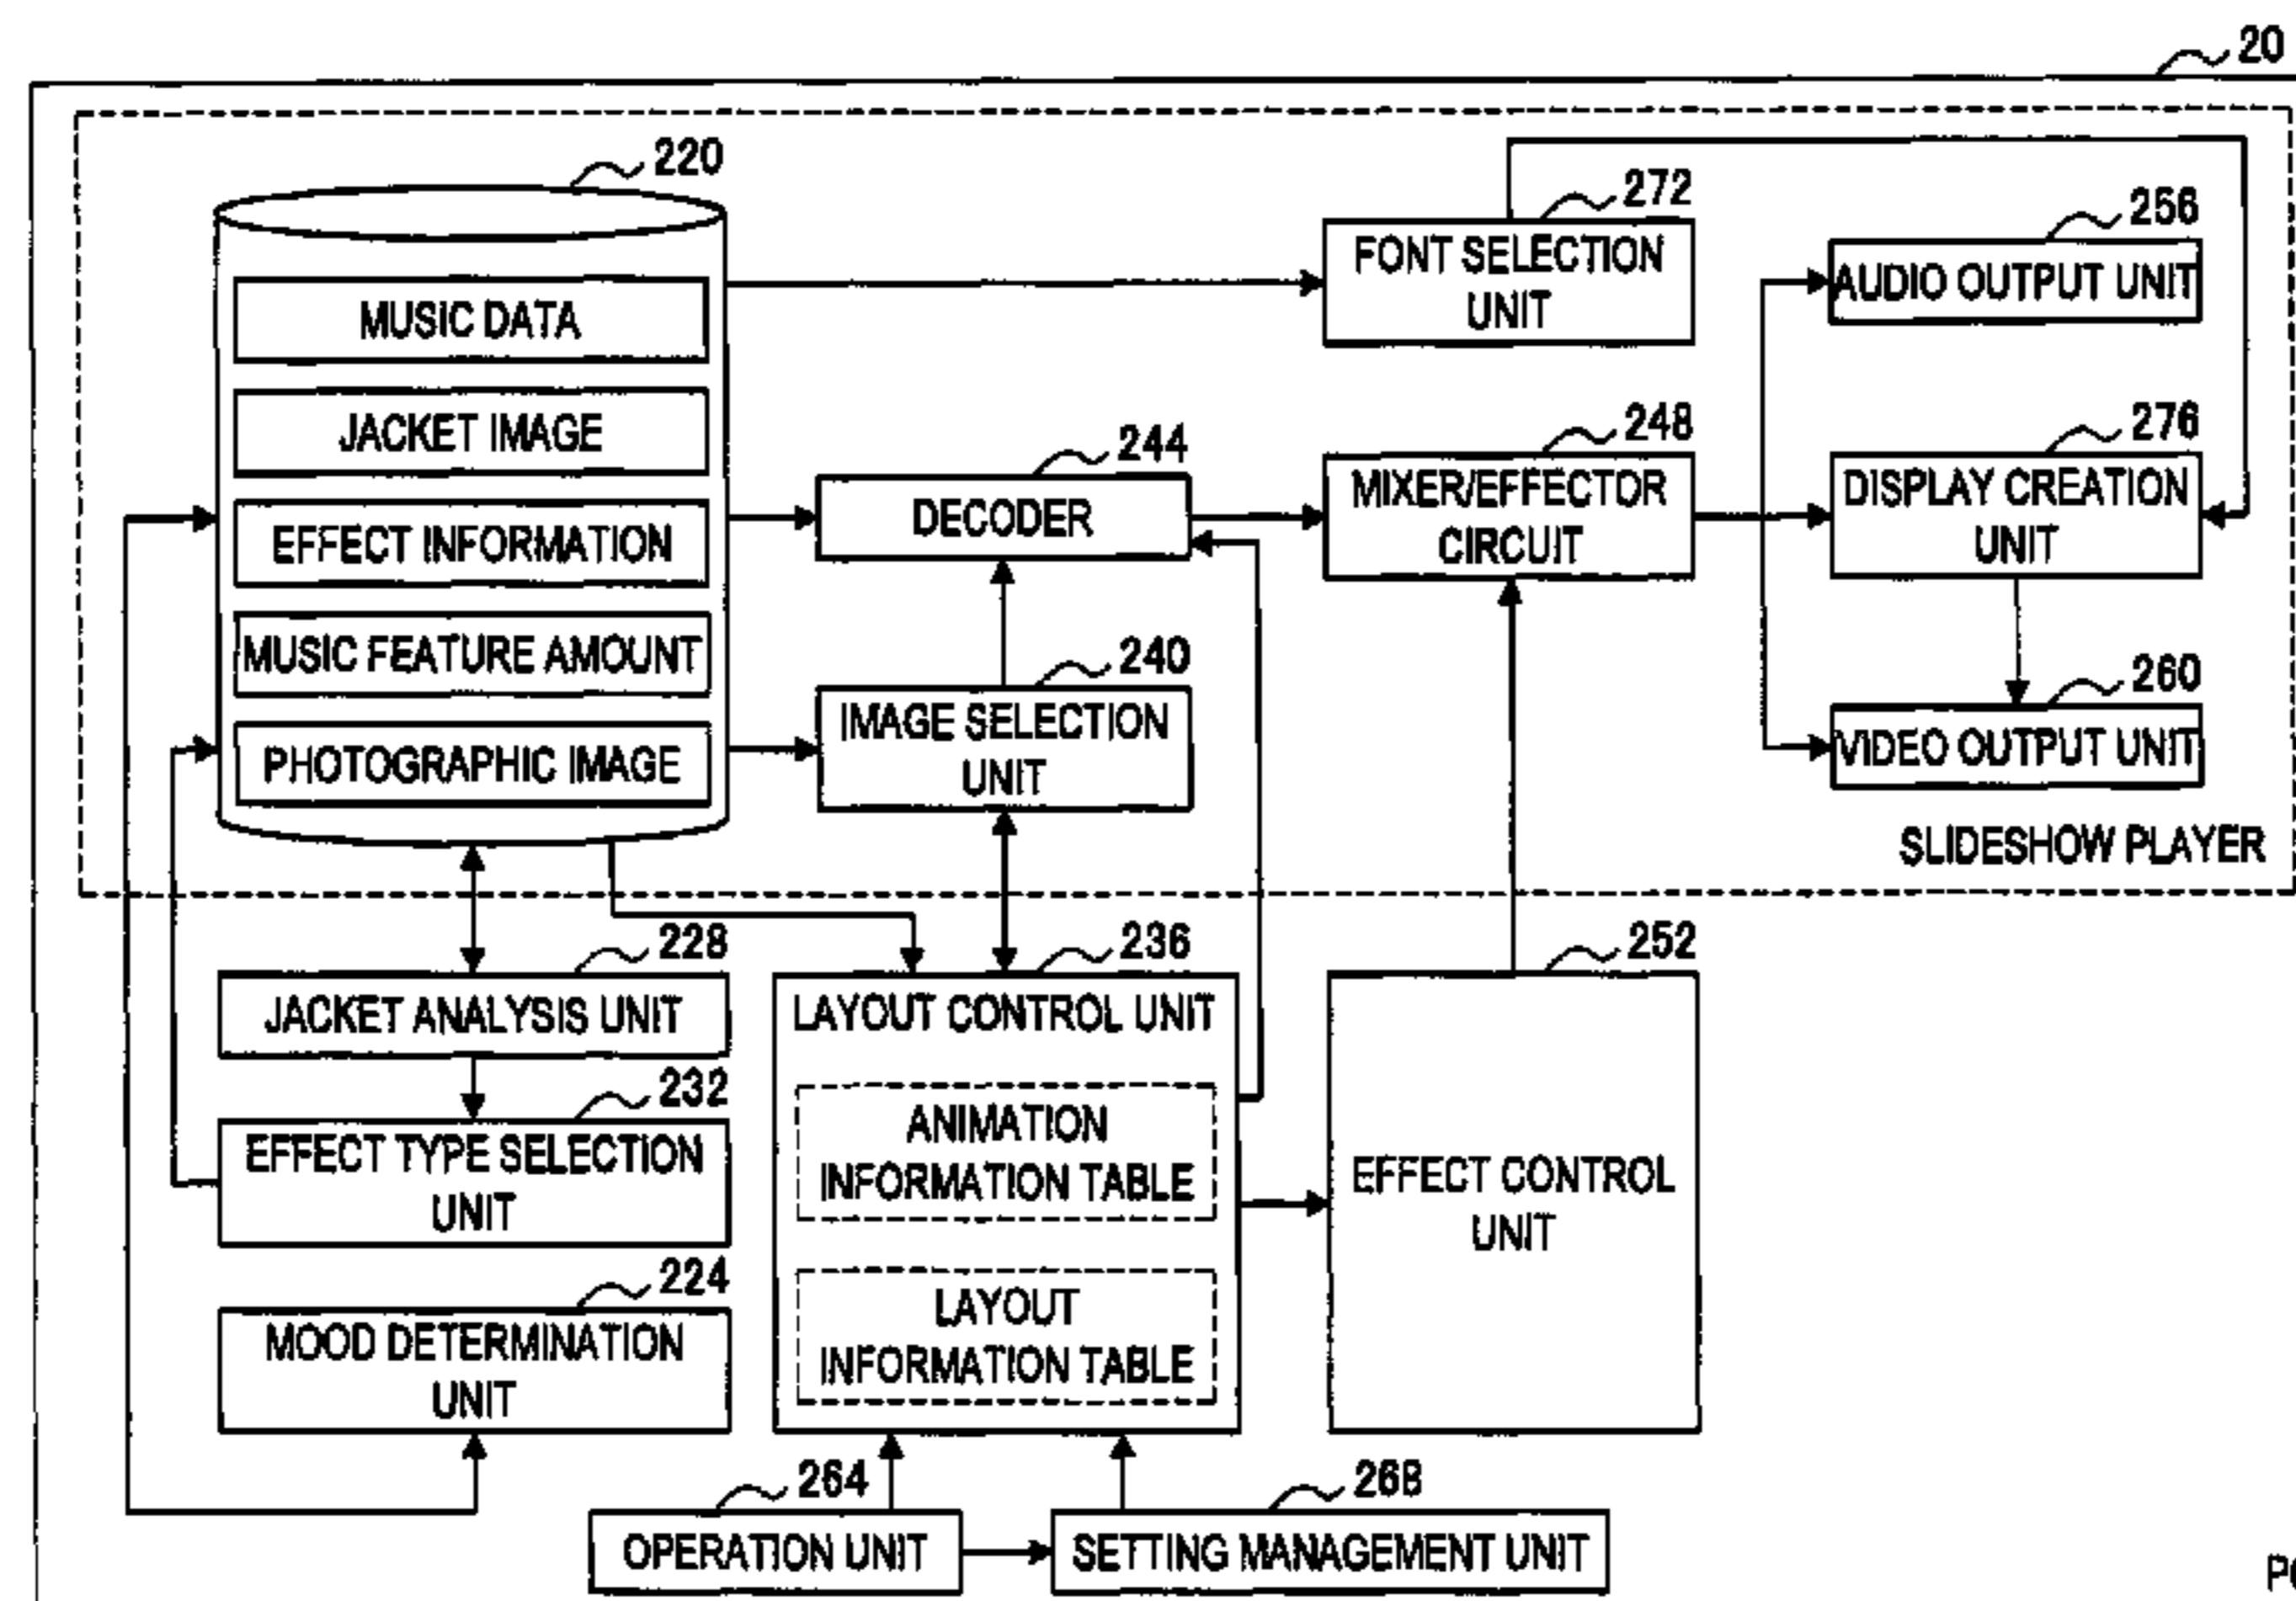 20
220
MUSIC DATA
JACKET IMAGE
EFFECT INFORMATION
MUSIC FEATURE AMOUNT
PHOTOGRAPHIC IMAGE
272
FONT SELECTION
UNIT
256
AUDIO OUTPUT UNIT
244
DECODER
248
MIXER/EFFECTOR
CIRCUIT
276
DISPLAY CREATION
UNIT
240
IMAGE SELECTION
UNIT
260
VIDEO OUTPUT UNIT
SLIDESHOW PLAYER
228
JACKET ANALYSIS UNIT
232
EFFECT TYPE SELECTION
UNIT
224
MOOD DETERMINATION
UNIT
236
LAYOUT CONTROL UNIT
ANIMATION
INFORMATION TABLE
LAYOUT
INFORMATION TABLE
252
EFFECT CONTROL
UNIT
264
OPERATION UNIT
268
SETTING MANAGEMENT UNIT